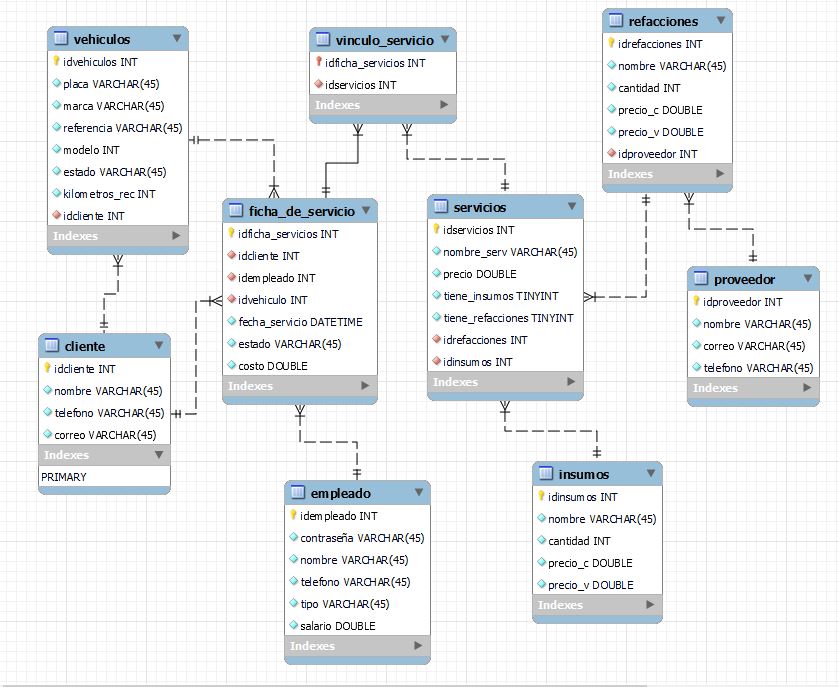 vehiculos
idvehiculos INT
placa VARCHAR(45)
marca VARCHAR(45)
referencia VARCHAR(45)
modelo INT
estado VARCHAR(45)
kilometros_rec INT
idcliente INT
Indexes
vinculo_servicio
idficha_servicios INT
idservicios INT
Indexes
refacciones
idrefacciones INT
nombre VARCHAR(45)
cantidad INT
precio_c DOUBLE
precio_v DOUBLE
idproveedor INT
Indexes
ficha_de_servicio
idficha_servicios INT
idcliente INT
idempleado INT
idvehiculo INT
fecha_servicio DATETIME
estado VARCHAR(45)
costo DOUBLE
Indexes
servicios
idservicios INT
nombre_serv VARCHAR(45)
precio DOUBLE
tiene_insumos TINYINT
tiene_refacciones TINYINT
idrefacciones INT
idinsumos INT
Indexes
proveedor
idproveedor INT
nombre VARCHAR(45)
correo VARCHAR(45)
telefono VARCHAR(45)
Indexes
cliente
idcliente INT
nombre VARCHAR(45)
telefono VARCHAR(45)
correo VARCHAR(45)
Indexes
PRIMARY
empleado
idempleado INT
contraseña VARCHAR(45)
nombre VARCHAR(45)
telefono VARCHAR(45)
tipo VARCHAR(45)
salario DOUBLE
Indexes
insumos
idinsumos INT
nombre VARCHAR(45)
cantidad INT
precio_c DOUBLE
precio_v DOUBLE
Indexes